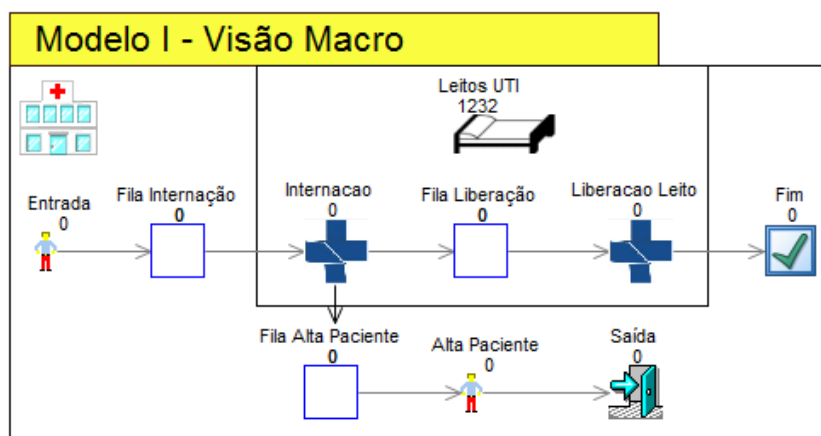 Modelo I - Visão Macro
Leitos UTI
1232
Entrada
0
Fila Internação
0
Internacao
0
Fila Liberação
0
Liberacao Leito
0
Fim
0
Fila Alta Paciente
0
Alta Paciente
0
Saída
0